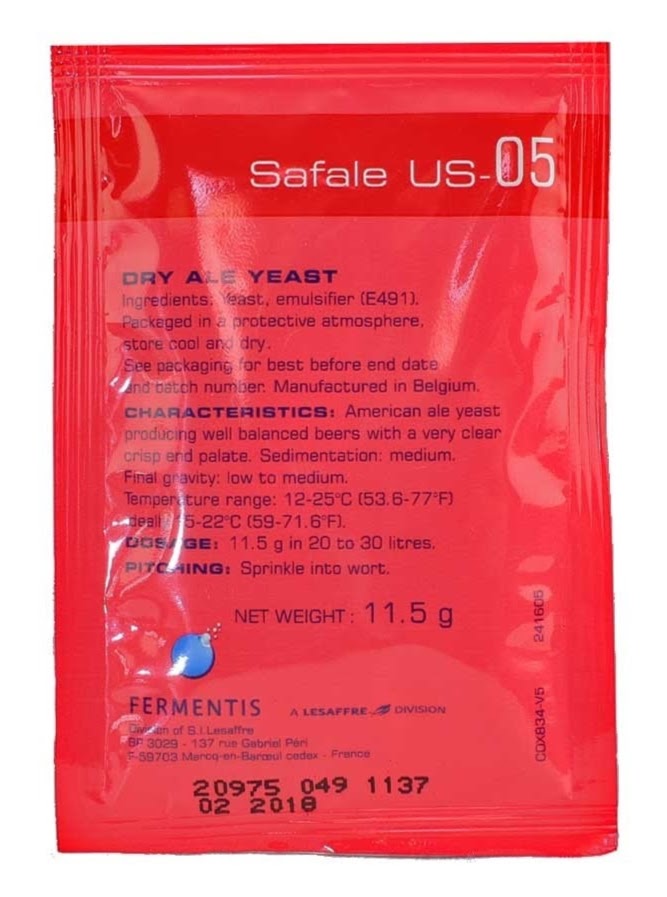 Safale US-05
DRY ALE YEAST
Ingredients: Yeast, emulsifier (E491).
Packaged in a protective atmosphere,
store cool and dry.
See packaging for best before end date
and batch number. Manufactured in Belgium.
CHARACTERISTICS: American ale yeast
producing well balanced beers with a very clear
crisp end palate. Sedimentation: medium.
Final gravity: low to medium.
Temperature range: 12-25°C (53.6-77°F)
5-22°C (59-71.6°F).
DOSAGE: 11.5 g in 20 to 30 litres.
PITCHING: Sprinkle into wort.
NET WEIGHT: 11.5 g
241605
COX834-V5
FERMENTIS
A LESAFFRE DIVISION
Division of S.I.Lesaffre
BP 3029 - 137 rue Gabriel Péri
F-59703 Marcq-en-Barœul cedex - France
20975 049 1137
02 2018